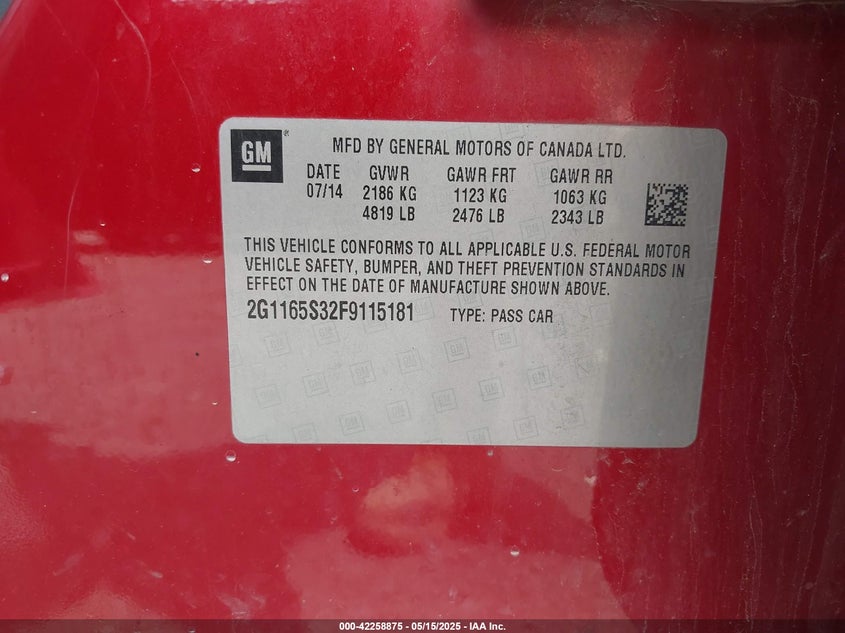 GM ®
MFD BY GENERAL MOTORS OF CANADA LTD.
DATE GVWR GAWR FRT GAWR RR
07/14 2186 KG 1123 KG 1063 KG
4819 LB 2476 LB 2343 LB
THIS VEHICLE CONFORMS TO ALL APPLICABLE U.S. FEDERAL MOTOR
VEHICLE SAFETY, BUMPER, AND THEFT PREVENTION STANDARDS IN
EFFECT ON THE DATE OF MANUFACTURE SHOWN ABOVE.
2G1165S32F9115181 TYPE: PASS CAR
000-42258875 - 05/15/2025 - IAA Inc.